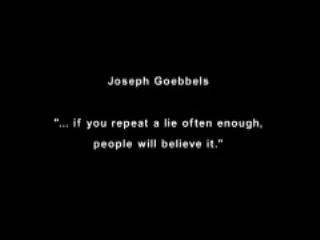 Joseph Goebbels
"... if you repeat a lie often enough,
people will believe it."